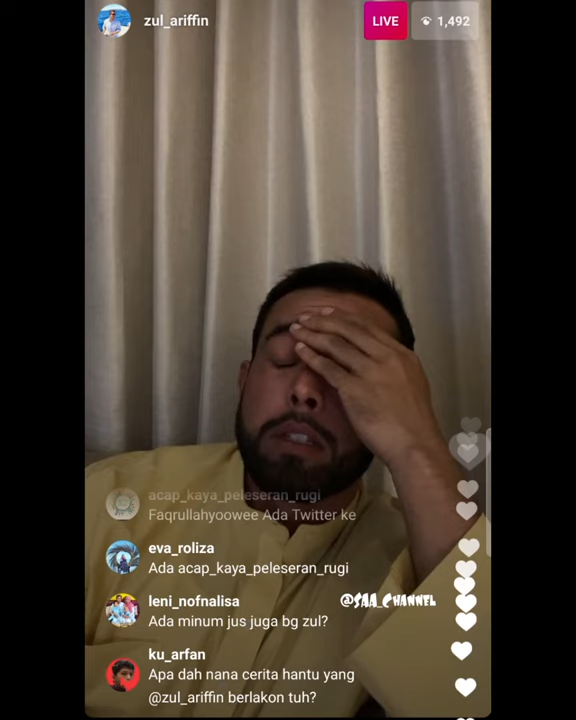 zul_ariffin
LIVE
1,492
acap_kaya_peleseran_rugi
Faqrullahyoowee Ada Twitter ke
eva_roliza
Ada acap_kaya_peleseran_rugi
leni_nofnalisa
@SAA_CHANNEL
Ada minum jus juga bg zul?
ku_arfan
Apa dah nana cerita hantu yang
@zul_ariffin berlakon tuh?